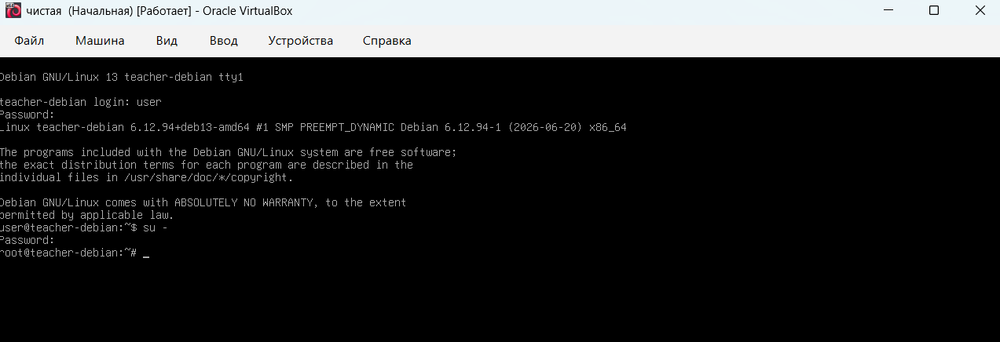 чистая (Начальная) [Работает] - Oracle VirtualBox
Файл Машина Вид Ввод Устройства Справка
Debian GNU/Linux 13 teacher-debian tty1
teacher-debian login: user
Password:
Linux teacher-debian 6.12.94+deb13-amd64 #1 SMP PREEMPT_DYNAMIC Debian 6.12.94-1 (2026-06-20) x86_64
The programs included with the Debian GNU/Linux system are free software;
the exact distribution terms for each program are described in the
individual files in /usr/share/doc/*/copyright.
Debian GNU/Linux comes with ABSOLUTELY NO WARRANTY, to the extent
permitted by applicable law.
user@teacher-debian:~$ su -
Password:
root@teacher-debian:~# _